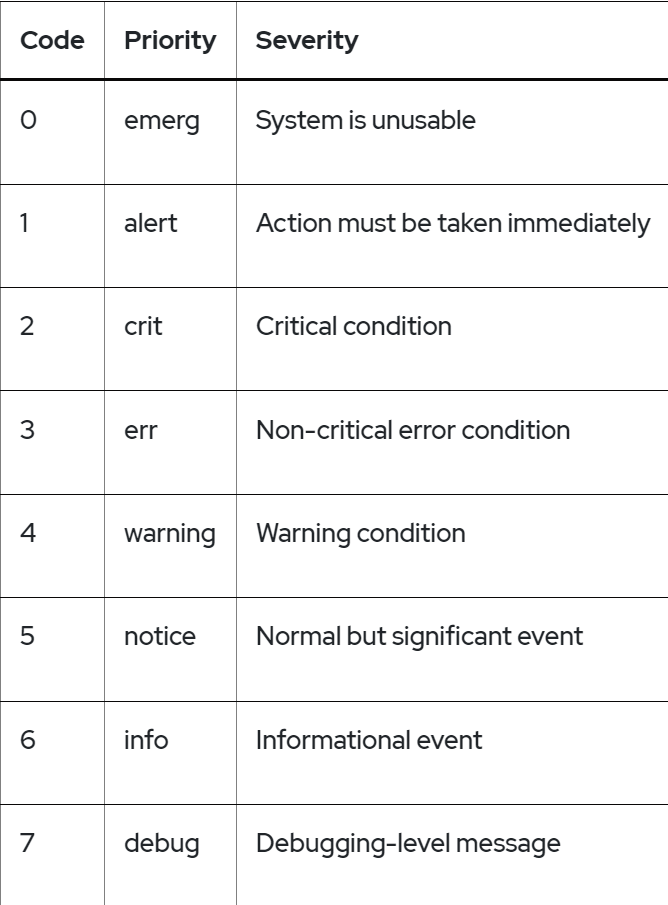 Code Priority Severity
0 emerg System is unusable
1 alert Action must be taken immediately
2 crit Critical condition
3 err Non-critical error condition
4 warning Warning condition
5 notice Normal but significant event
6 info Informational event
7 debug Debugging-level message